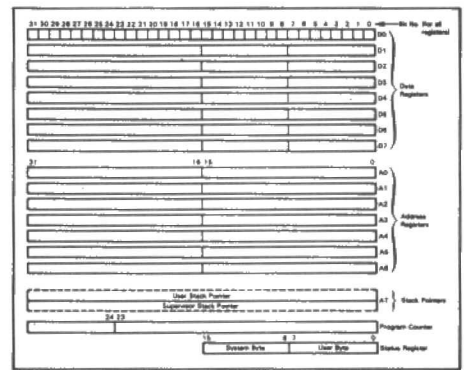 31 30 29 28 27 26 25 24 23 22 21 20 19 18 17 16 15 14 13 12 11 10 9 8 7 6 5 4 3 2 1 0 Bit No. (For all registers)
D0
D1
D2
D3
D4
D5
D6
D7
Data Registers
31 16 15 0
A0
A1
A2
A3
A4
A5
A6
Address Registers
User Stack Pointer
Supervisor Stack Pointer
A7
Stack Pointers
24 23
Program Counter
15 8 7 0
System Byte
User Byte
Status Register